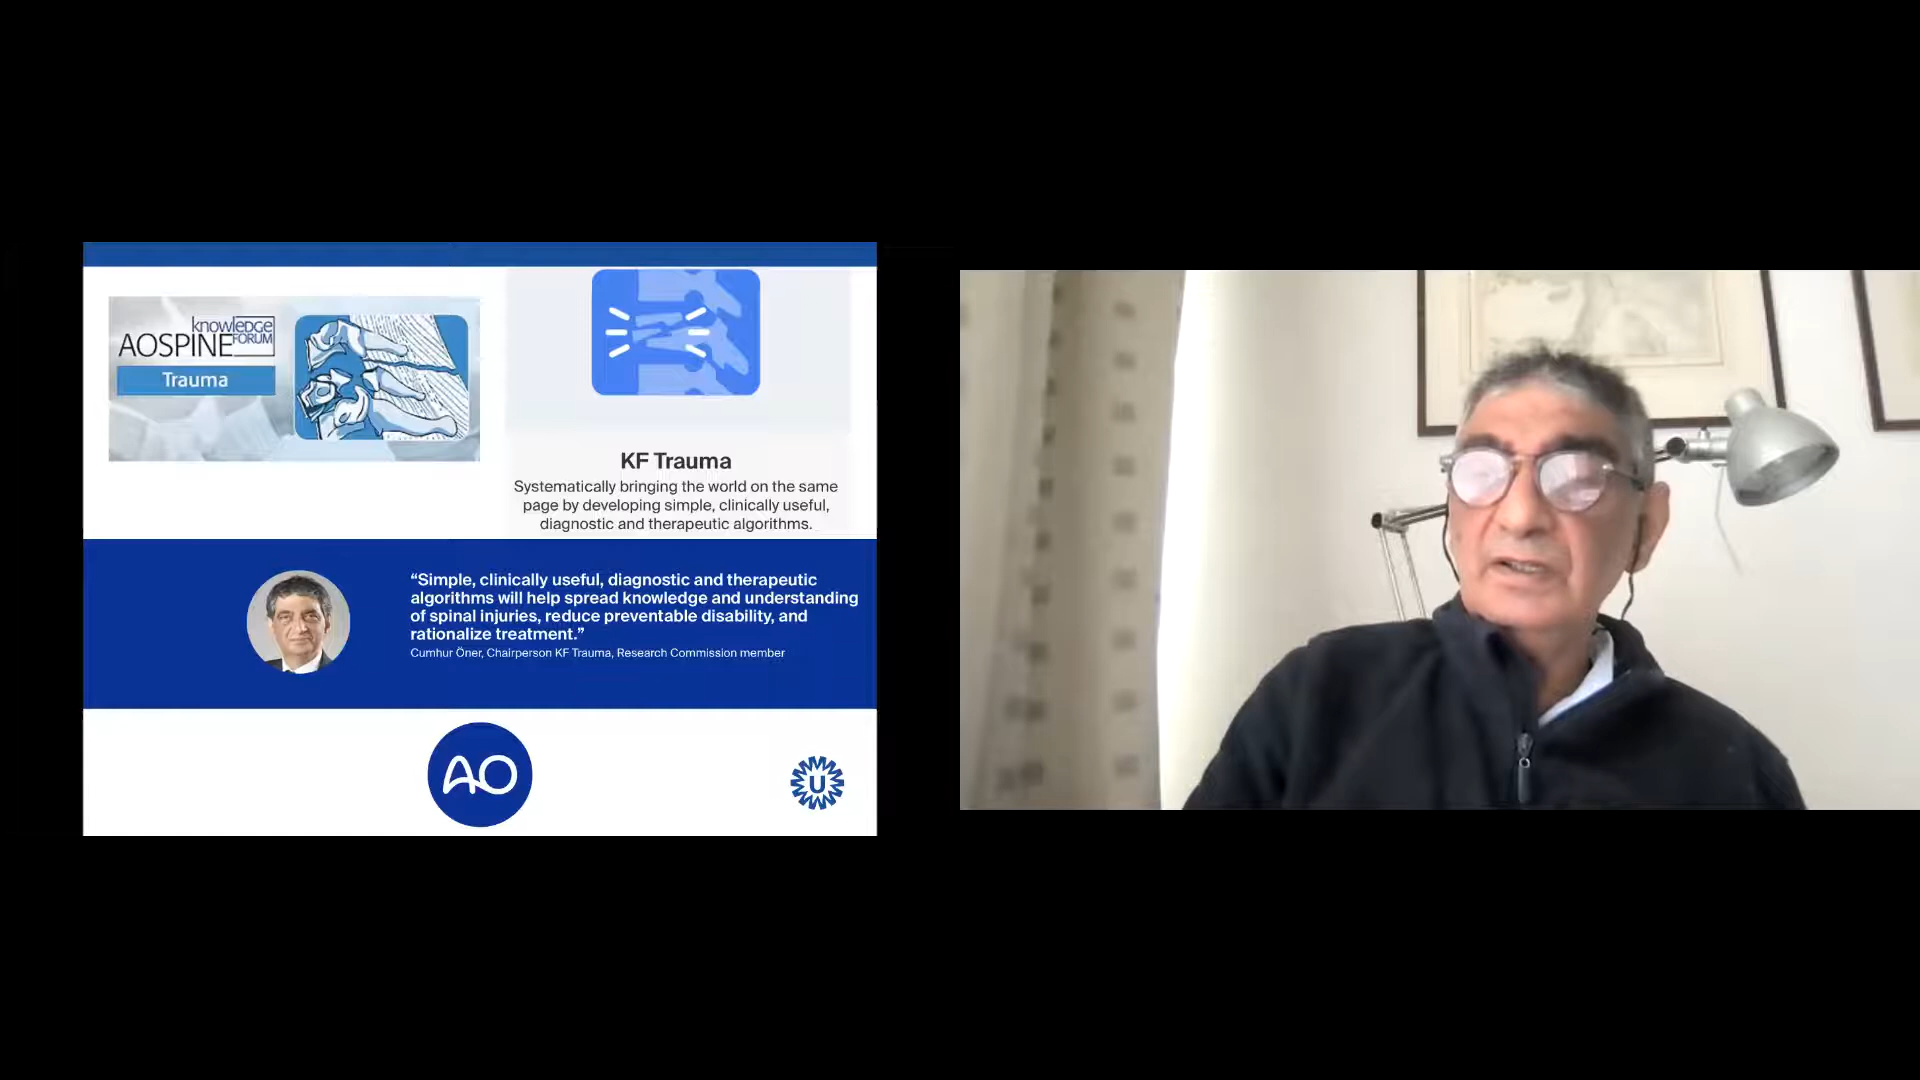 knowledge
AOSPINE FORUM
Trauma
KF Trauma
Systematically bringing the world on the same
page by developing simple, clinically useful,
diagnostic and therapeutic algorithms.
“Simple, clinically useful, diagnostic and therapeutic
algorithms will help spread knowledge and understanding
of spinal injuries, reduce preventable disability, and
rationalize treatment.”
Cumhur Öner, Chairperson KF Trauma, Research Commission member
AO
U